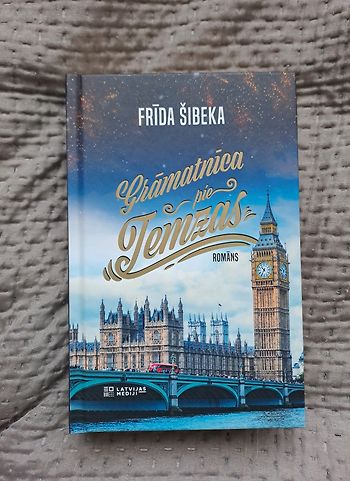 FRĪDA ŠIBEKA
Grāmatnīca
pie
Temzas
ROMĀNS
LATVIJAS
MEDIJI